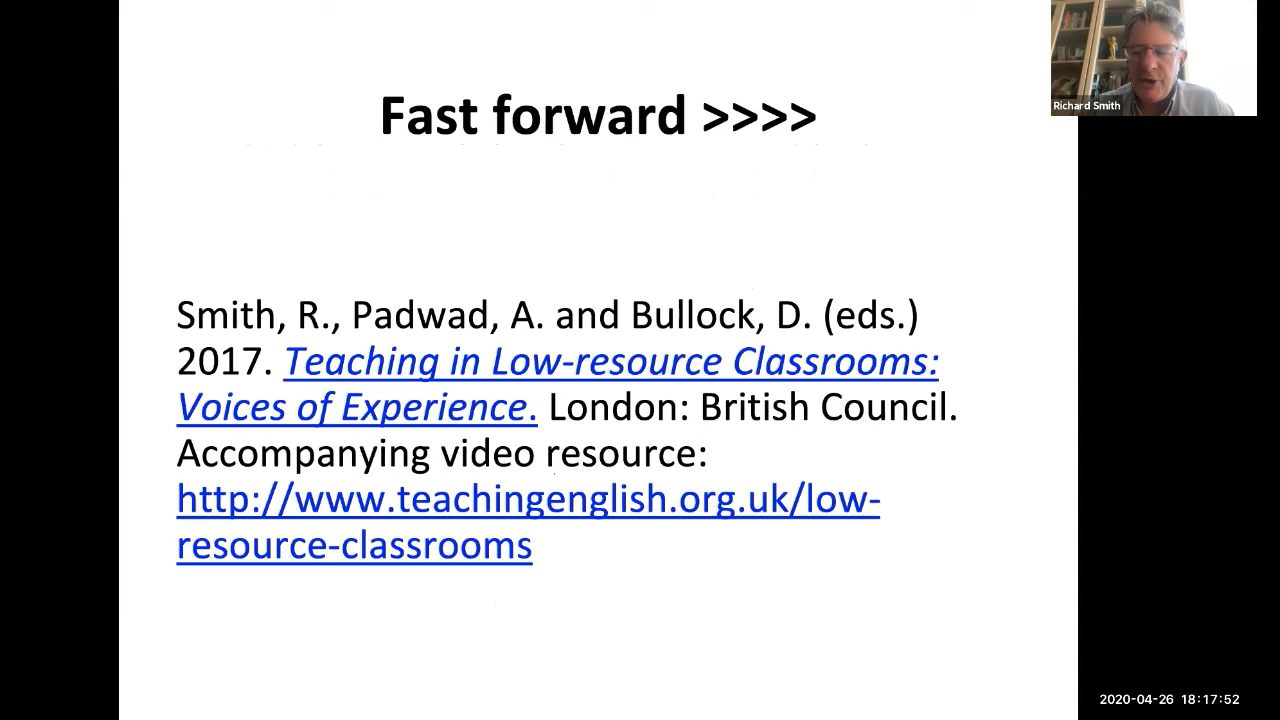 Fast forward >>>>
Richard Smith
Smith, R., Padwad, A. and Bullock, D. (eds.)
2017. Teaching in Low-resource Classrooms:
Voices of Experience. London: British Council.
Accompanying video resource:
http://www.teachingenglish.org.uk/low-
resource-classrooms
2020-04-26 18:17:52